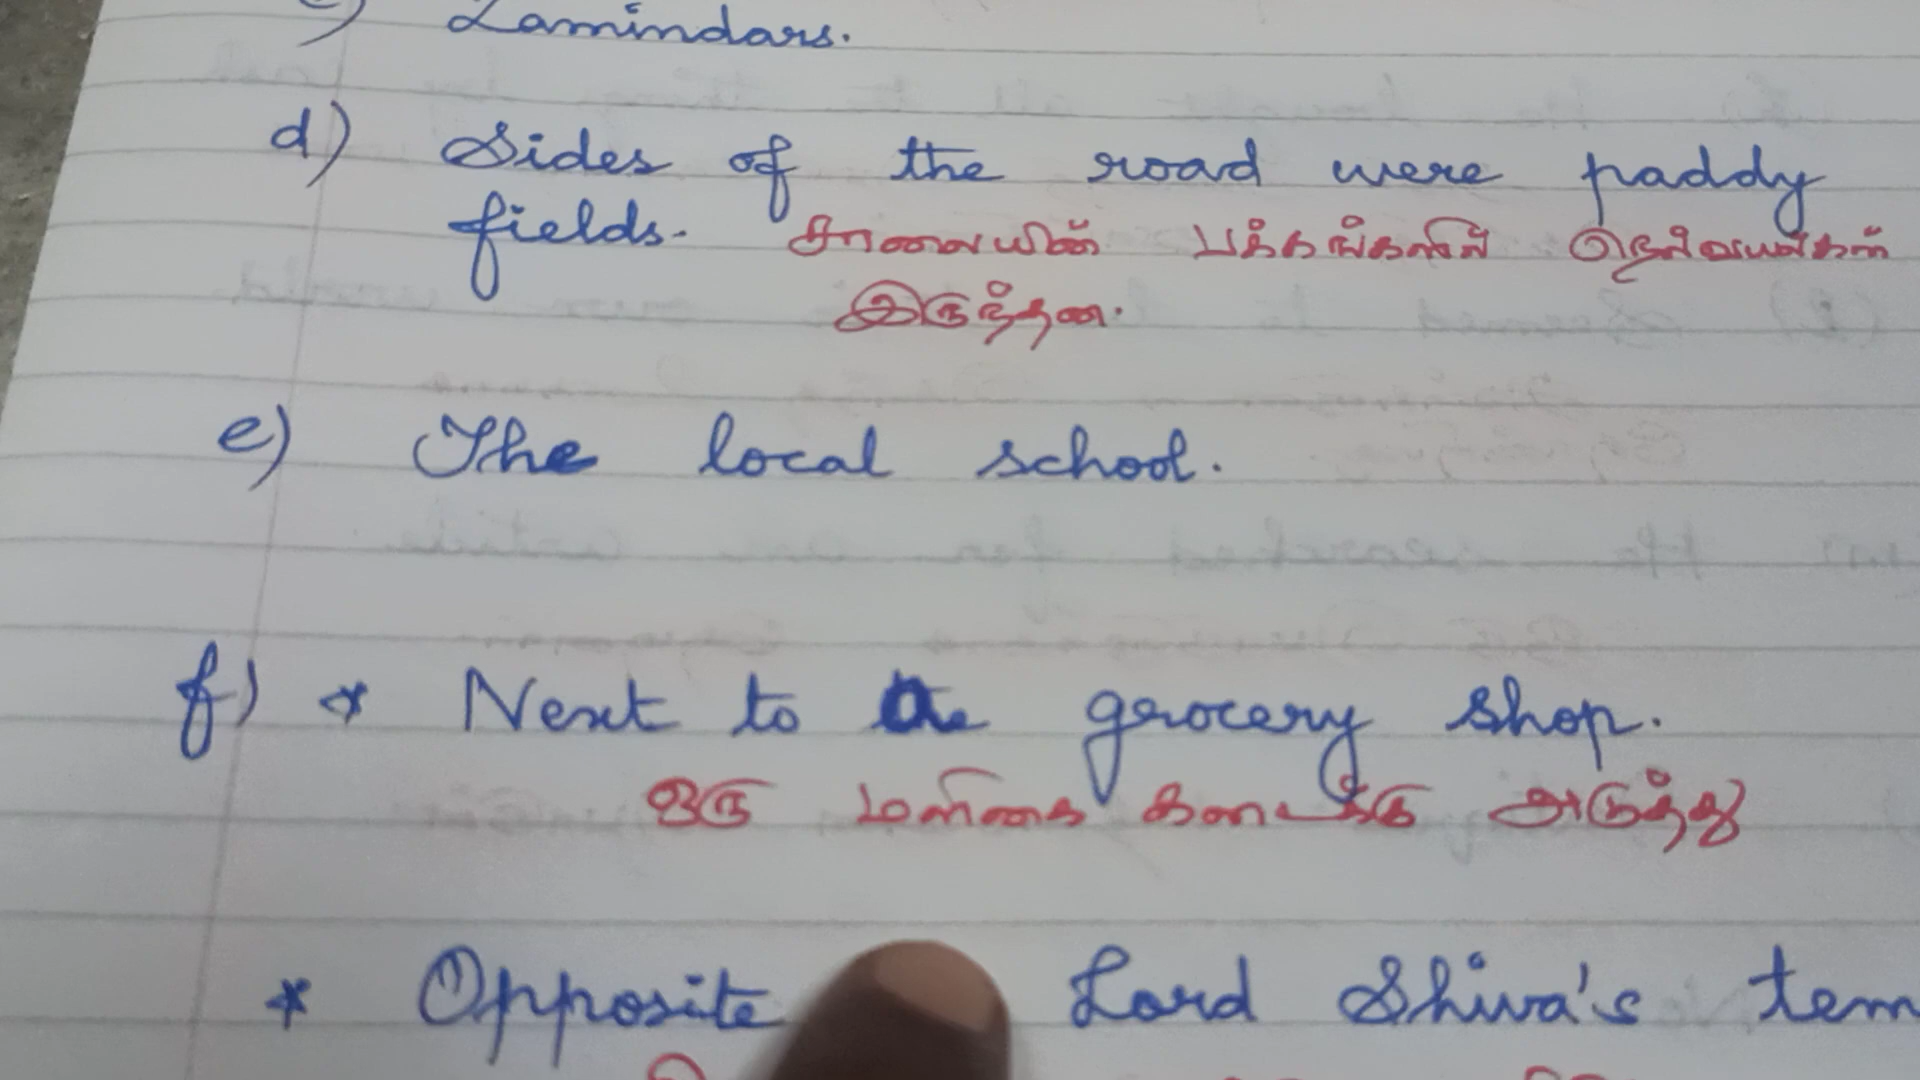 Zamindars.
d) Sides of the road were paddy
fields. சாலையின் பக்கங்களில் நெல்வயல்கள்
இருந்தன.
e) The local school.
f) * Next to the grocery shop.
ஒரு மளிகை கடைக்கு அடுத்து
* Opposite Lord Shiva's tem